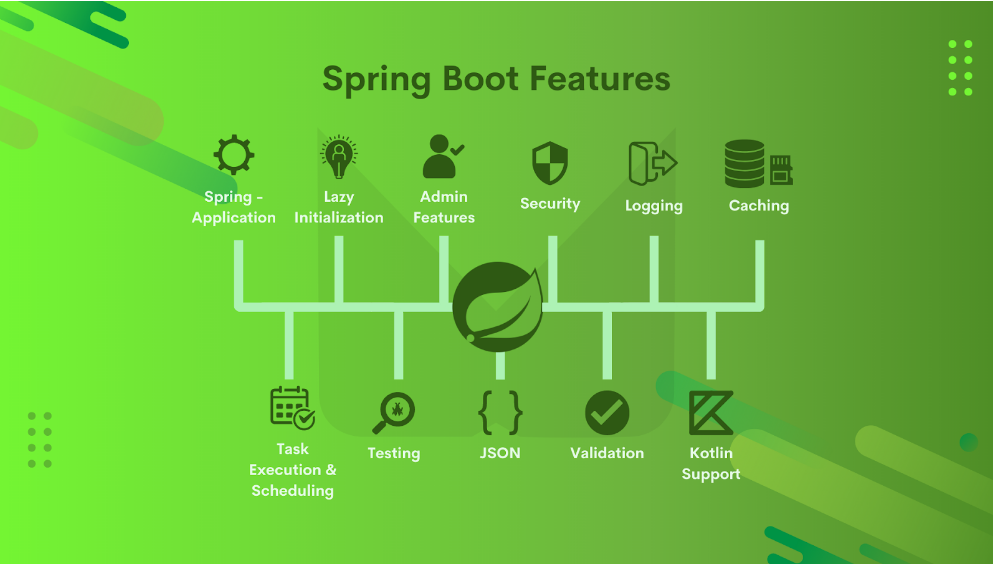 Spring Boot Features
Spring -
Application
Lazy
Initialization
Admin
Features
Security
Logging
Caching
Task
Execution &
Scheduling
Testing
JSON
Validation
Kotlin
Support